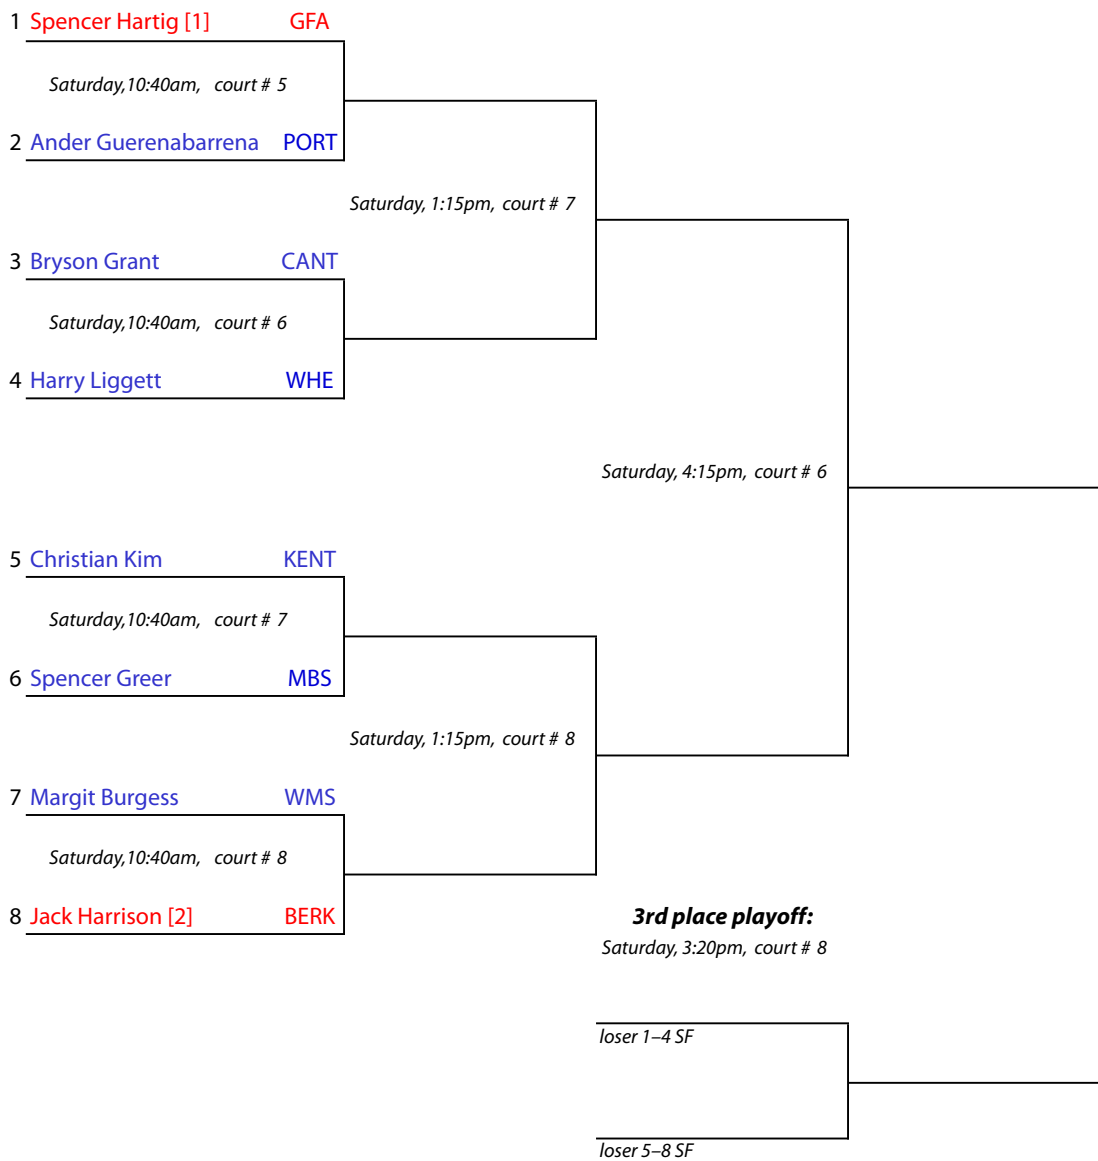 1 Spencer Hartig [1] GFA
Saturday,10:40am, court # 5
2 Ander Guerenabarrena PORT
Saturday, 1:15pm, court # 7
3 Bryson Grant CANT
Saturday,10:40am, court # 6
4 Harry Liggett WHE
Saturday, 4:15pm, court # 6
5 Christian Kim KENT
Saturday,10:40am, court # 7
6 Spencer Greer MBS
Saturday, 1:15pm, court # 8
7 Margit Burgess WMS
Saturday,10:40am, court # 8
8 Jack Harrison [2] BERK
3rd place playoff:
Saturday, 3:20pm, court # 8
loser 1–4 SF
loser 5–8 SF